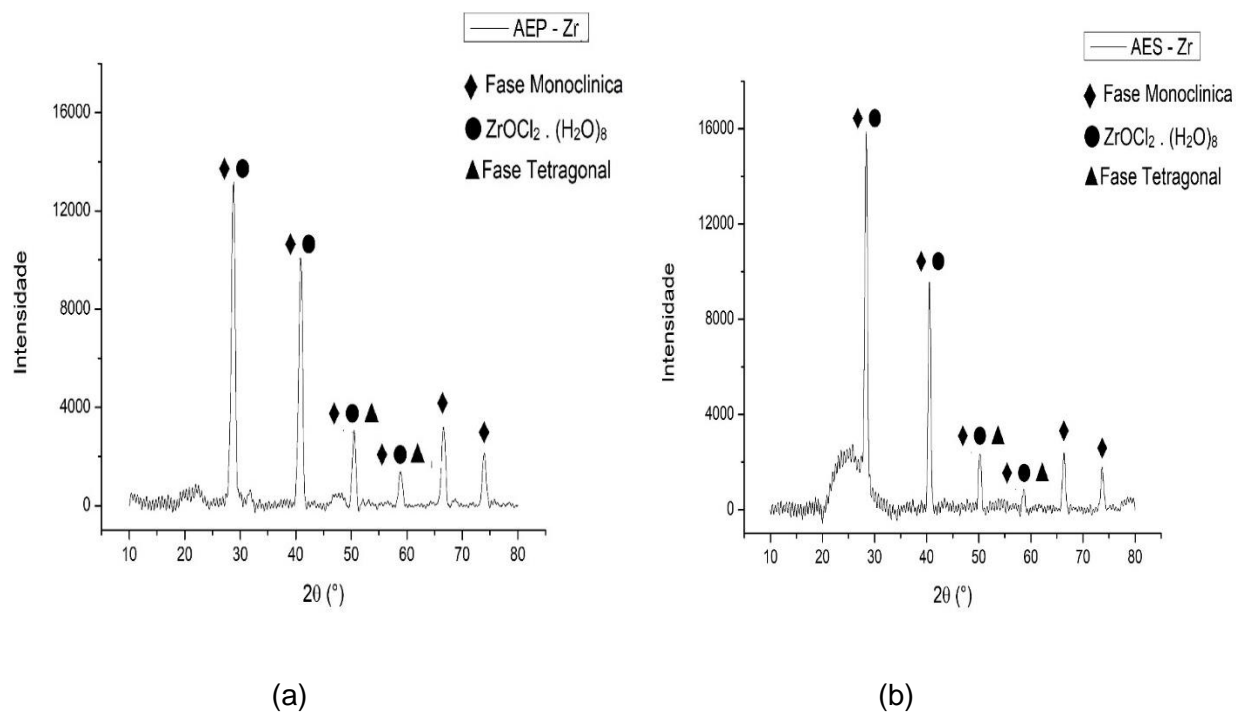 AEP - Zr
♦ Fase Monoclinica
● ZrOCl₂ . (H₂O)₈
▲ Fase Tetragonal
16000
12000
8000
4000
0
Intensidade
10 20 30 40 50 60 70 80
2θ (°)
(a)
AES - Zr
♦ Fase Monoclinica
● ZrOCl₂ . (H₂O)₈
▲ Fase Tetragonal
16000
12000
8000
4000
0
Intensidade
10 20 30 40 50 60 70 80
2θ (°)
(b)